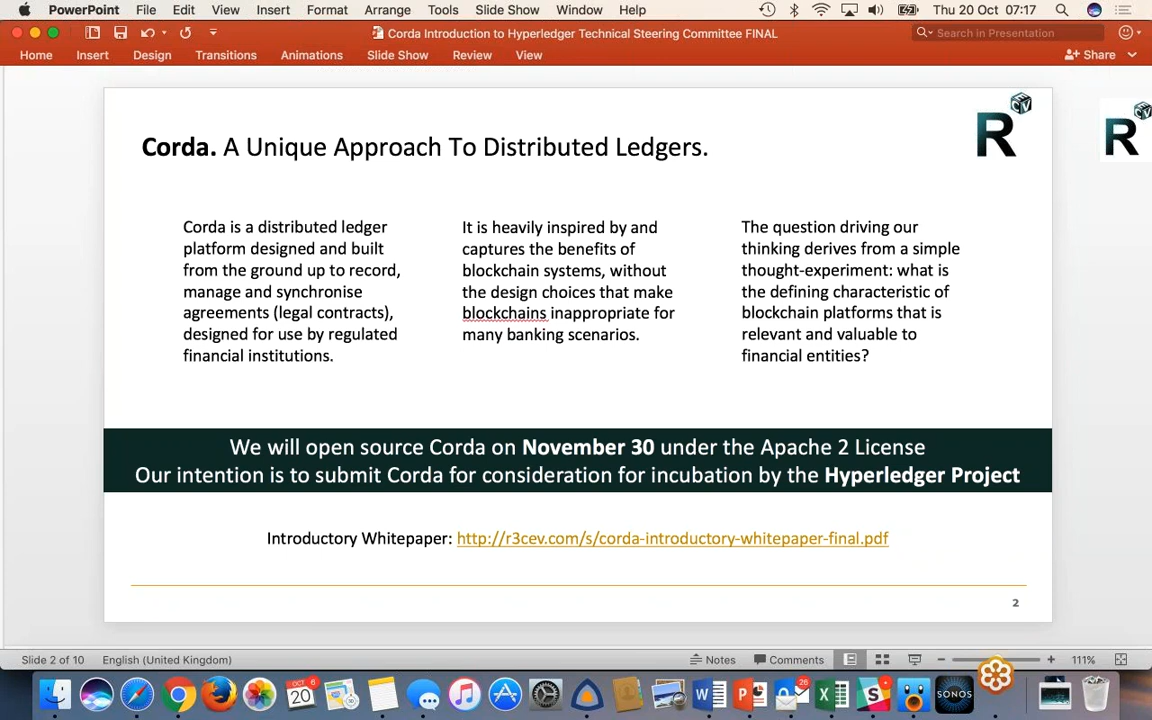 PowerPoint File Edit View Insert Format Arrange Tools Slide Show Window Help Thu 20 Oct 07:17
Corda Introduction to Hyperledger Technical Steering Committee FINAL
Search in Presentation
Home Insert Design Transitions Animations Slide Show Review View Share
R
CEV
R
Corda. A Unique Approach To Distributed Ledgers.
Corda is a distributed ledger
platform designed and built
from the ground up to record,
manage and synchronise
agreements (legal contracts),
designed for use by regulated
financial institutions.
It is heavily inspired by and
captures the benefits of
blockchain systems, without
the design choices that make
blockchains inappropriate for
many banking scenarios.
The question driving our
thinking derives from a simple
thought-experiment: what is
the defining characteristic of
blockchain platforms that is
relevant and valuable to
financial entities?
We will open source Corda on November 30 under the Apache 2 License
Our intention is to submit Corda for consideration for incubation by the Hyperledger Project
Introductory Whitepaper: http://r3cev.com/s/corda-introductory-whitepaper-final.pdf
2
Slide 2 of 10 English (United Kingdom) Notes Comments 111%
OCT 6
20
26
SONOS